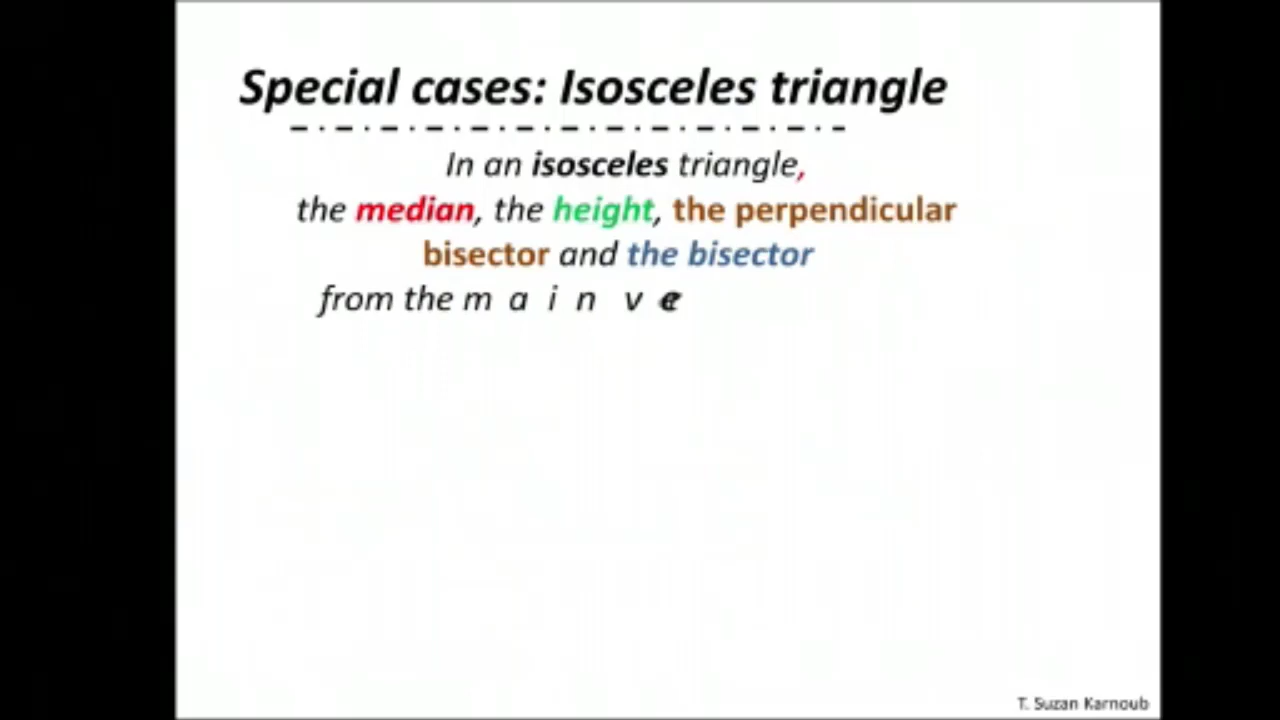 Special cases: Isosceles triangle
In an isosceles triangle,
the median, the height, the perpendicular
bisector and the bisector
from the m a i n v e
T. Suzan Karnoub